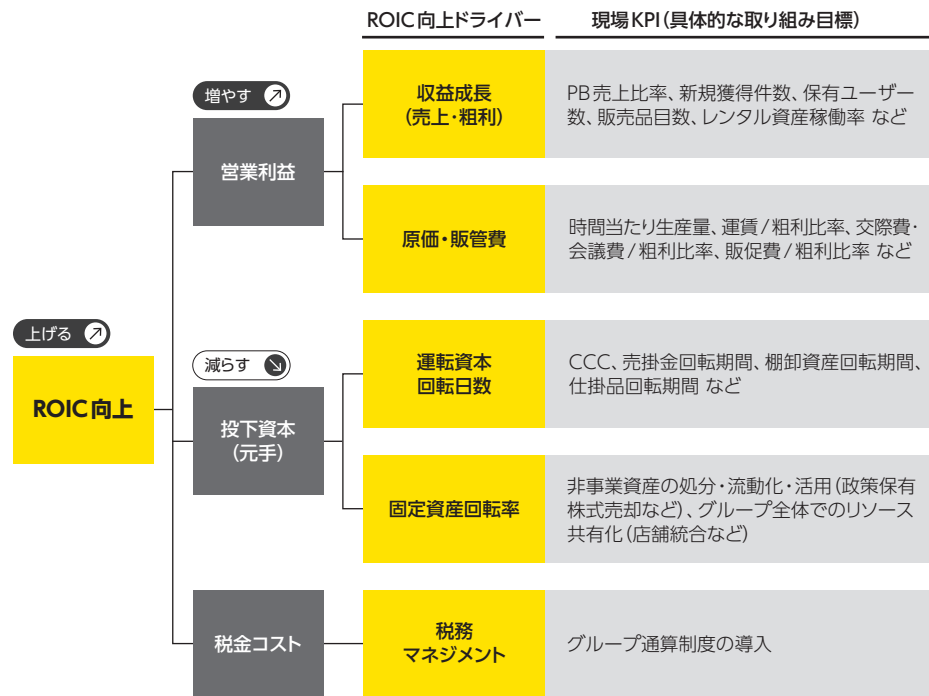 ROIC向上ドライバー
現場KPI(具体的な取り組み目標)
上げる
ROIC向上
増やす
営業利益
収益成長
(売上・粗利)
PB売上比率、新規獲得件数、保有ユーザー
数、販売品目数、レンタル資産稼働率 など
原価・販管費
時間当たり生産量、運賃/粗利比率、交際費・
会議費/粗利比率、販促費/粗利比率 など
減らす
投下資本
(元手)
運転資本
回転日数
CCC、売掛金回転期間、棚卸資産回転期間、
仕掛品回転期間 など
固定資産回転率
非事業資産の処分・流動化・活用(政策保有
株式売却など)、グループ全体でのリソース
共有化(店舗統合など)
税金コスト
税務
マネジメント
グループ通算制度の導入